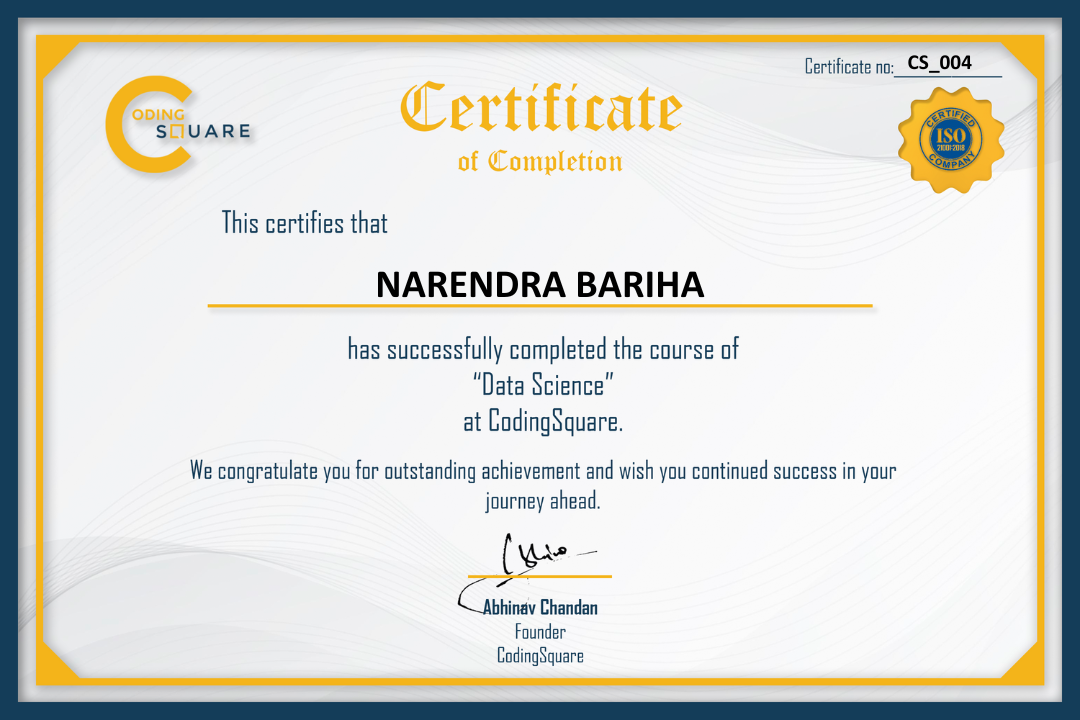 Certificate no: CS_004
CODING
SQUARE
Certificate
of Completion
CERTIFIED
ISO
COMPANY
This certifies that
NARENDRA BARIHA
has successfully completed the course of
“Data Science”
at CodingSquare.
We congratulate you for outstanding achievement and wish you continued success in your
journey ahead.
Abhinav Chandan
Founder
CodingSquare